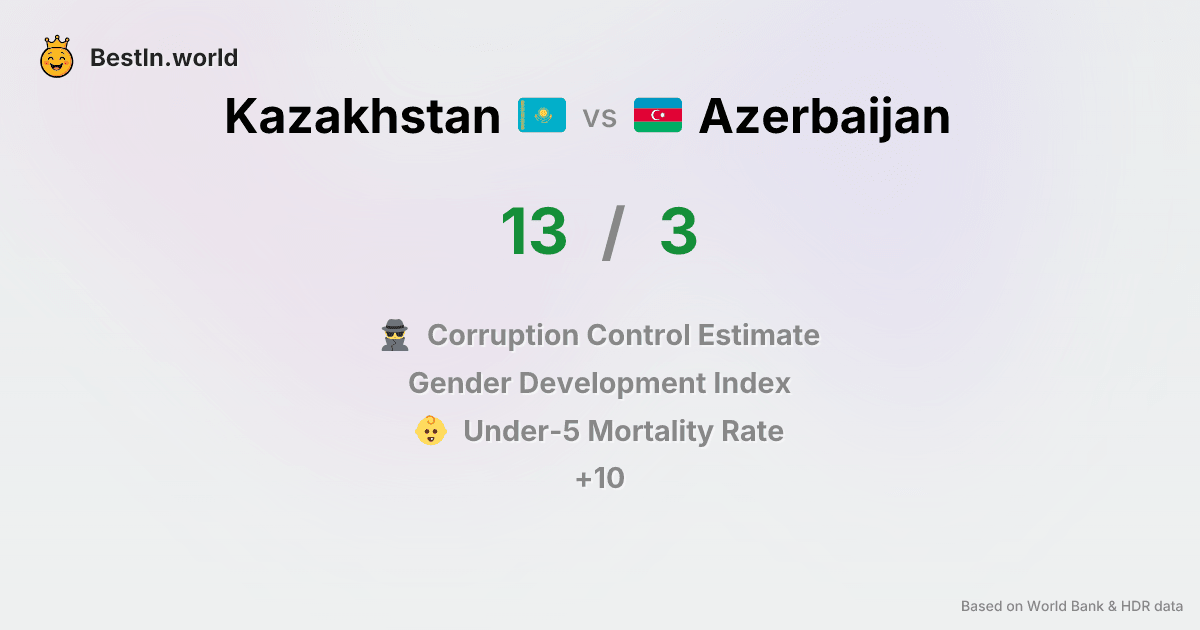 BestIn.world
Kazakhstan vs Azerbaijan
13 / 3
Corruption Control Estimate
Gender Development Index
Under-5 Mortality Rate
+10
Based on World Bank & HDR data